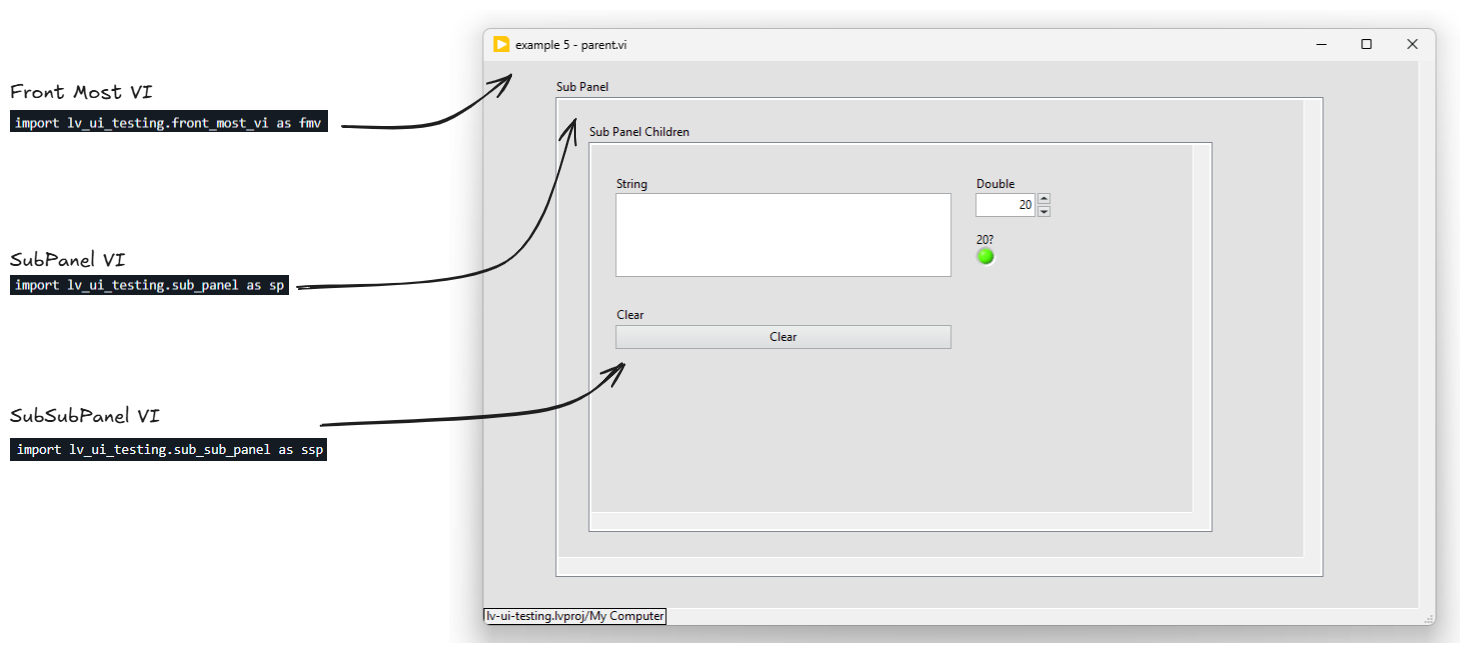 Front Most VI
import lv_ui_testing.front_most_vi as fmv
SubPanel VI
import lv_ui_testing.sub_panel as sp
SubSubPanel VI
import lv_ui_testing.sub_sub_panel as ssp
example 5 - parent.vi
Sub Panel
Sub Panel Children
String
Double
20
20?
Clear
Clear
lv-ui-testing.lvproj/My Computer